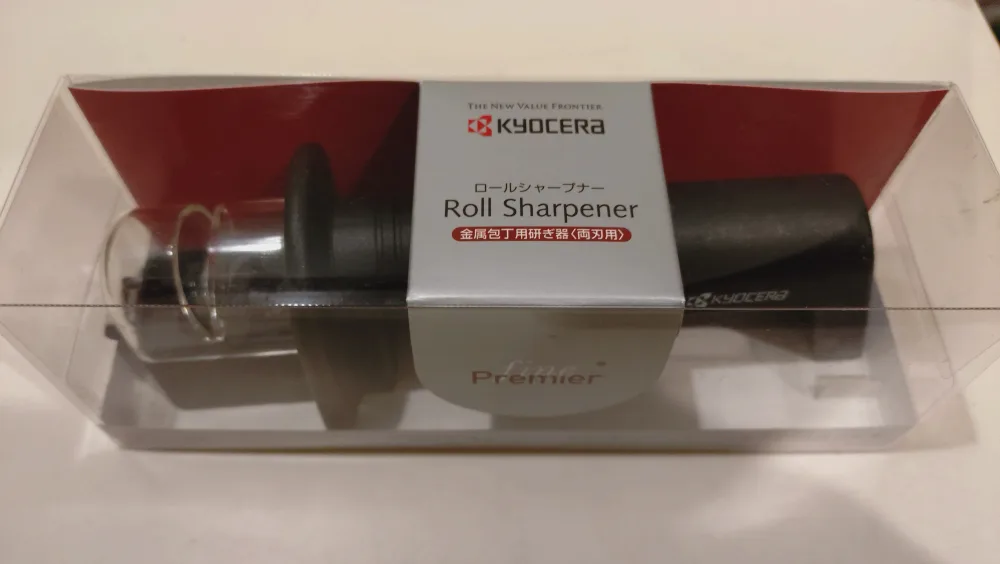 THE NEW VALUE FRONTIER
KYOCERA
ロールシャープナー
Roll Sharpener
金属包丁用研ぎ器〈両刃用〉
KYOCERA
fine
Premier